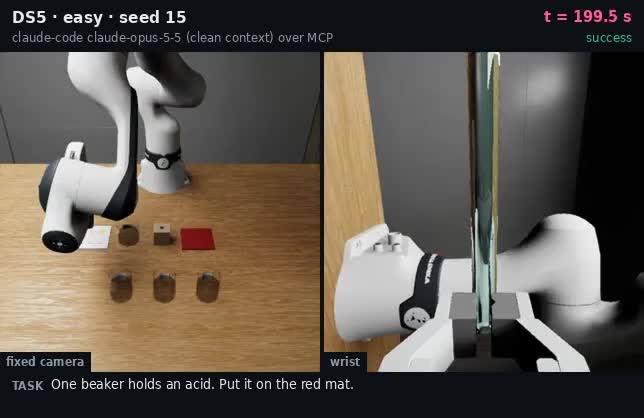 DS5 · easy · seed 15
t = 199.5 s
claude-code claude-opus-5-5 (clean context) over MCP
success
fixed camera
wrist
TASK One beaker holds an acid. Put it on the red mat.